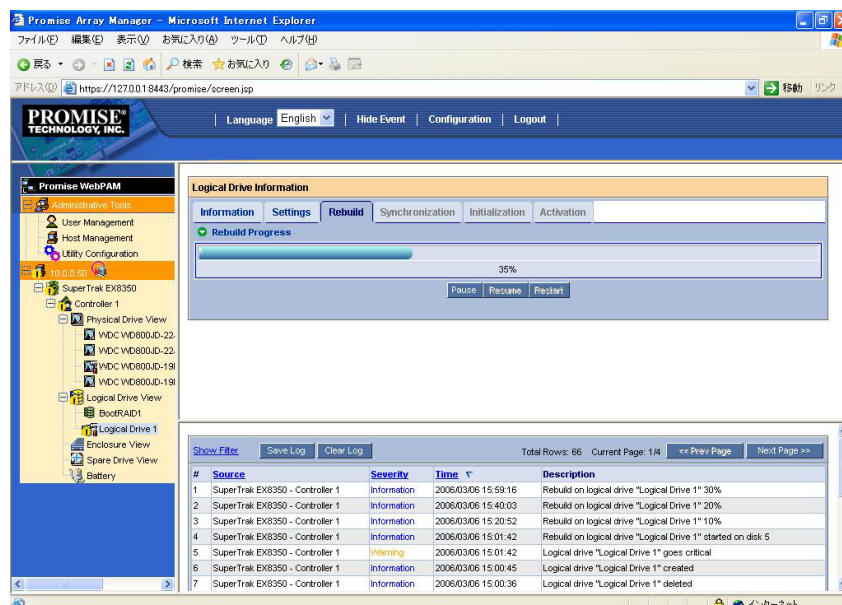 Promise Array Manager - Microsoft Internet Explorer
ファイル(F) 編集(E) 表示(V) お気に入り(A) ツール(T) ヘルプ(H)
戻る 検索 お気に入り
アドレス(D) https://127.0.0.1:8443/promise/screen.jsp 移動 リンク
PROMISE®
TECHNOLOGY, INC.
| Language English | Hide Event | Configuration | Logout |
Promise WebPAM
Administrative Tools
User Management
Host Management
Utility Configuration
10.0.0.50
SuperTrak EX8350
Controller 1
Physical Drive View
WDC WD800JD-22
WDC WD800JD-22
WDC WD800JD-19
WDC WD800JD-19
Logical Drive View
BootRAID1
Logical Drive 1
Enclosure View
Spare Drive View
Battery
Logical Drive Information
Information Settings Rebuild Synchronization Initialization Activation
Rebuild Progress
35%
Pause Resume Restart
Show Filter Save Log Clear Log Total Rows: 66 Current Page: 1/4 << Prev Page Next Page >>
# Source Severity Time Description
1 SuperTrak EX8350 - Controller 1 Information 2006/03/06 15:59:16 Rebuild on logical drive "Logical Drive 1" 30%
2 SuperTrak EX8350 - Controller 1 Information 2006/03/06 15:40:03 Rebuild on logical drive "Logical Drive 1" 20%
3 SuperTrak EX8350 - Controller 1 Information 2006/03/06 15:20:52 Rebuild on logical drive "Logical Drive 1" 10%
4 SuperTrak EX8350 - Controller 1 Information 2006/03/06 15:01:42 Rebuild on logical drive "Logical Drive 1" started on disk 5
5 SuperTrak EX8350 - Controller 1 Warning 2006/03/06 15:01:42 Logical drive "Logical Drive 1" goes critical
6 SuperTrak EX8350 - Controller 1 Information 2006/03/06 15:00:45 Logical drive "Logical Drive 1" created
7 SuperTrak EX8350 - Controller 1 Information 2006/03/06 15:00:36 Logical drive "Logical Drive 1" deleted